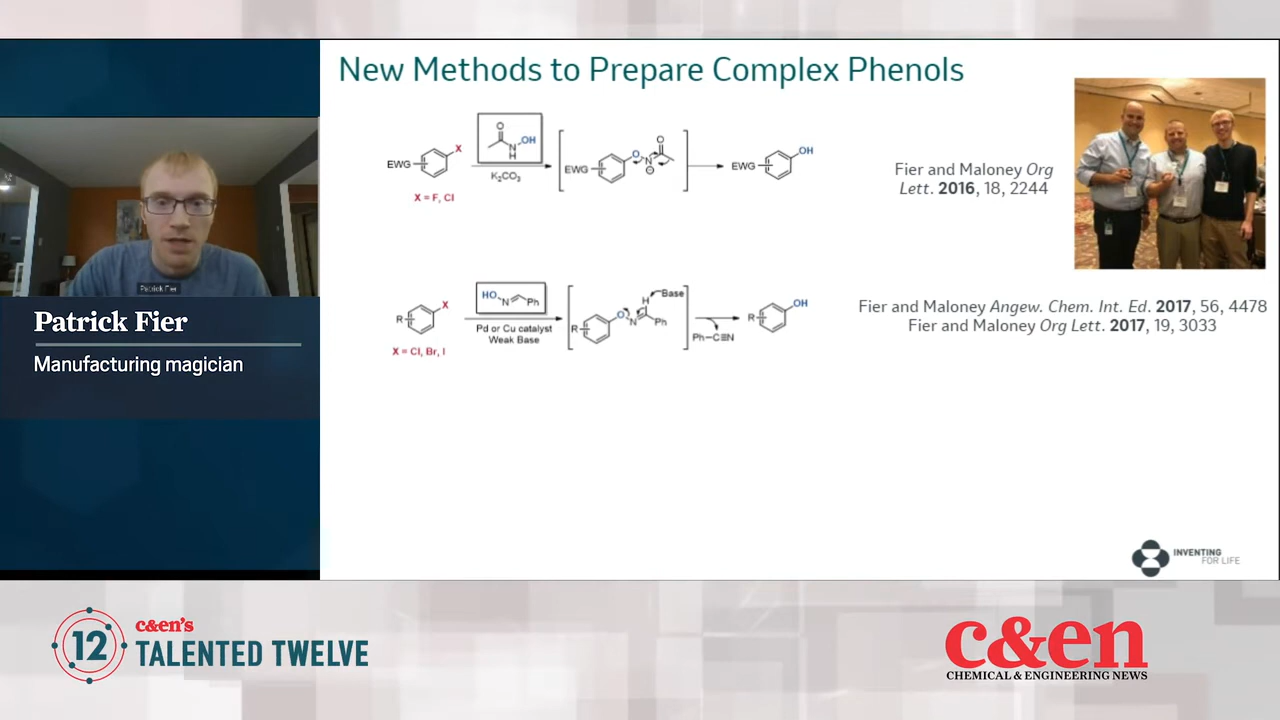 New Methods to Prepare Complex Phenols
EWG
X
X = F, Cl
O
N
H
OH
K₂CO₃
EWG
O
N
O
EWG
OH
Fier and Maloney Org
Lett. 2016, 18, 2244
R
X
X = Cl, Br, I
HO
N
Ph
Pd or Cu catalyst
Weak Base
R
O
N
H
Base
Ph
Ph–C≡N
R
OH
Fier and Maloney Angew. Chem. Int. Ed. 2017, 56, 4478
Fier and Maloney Org Lett. 2017, 19, 3033
Patrick Fier
Patrick Fier
Manufacturing magician
INVENTING
FOR LIFE
12
c&en's
TALENTED TWELVE
c&en
CHEMICAL & ENGINEERING NEWS